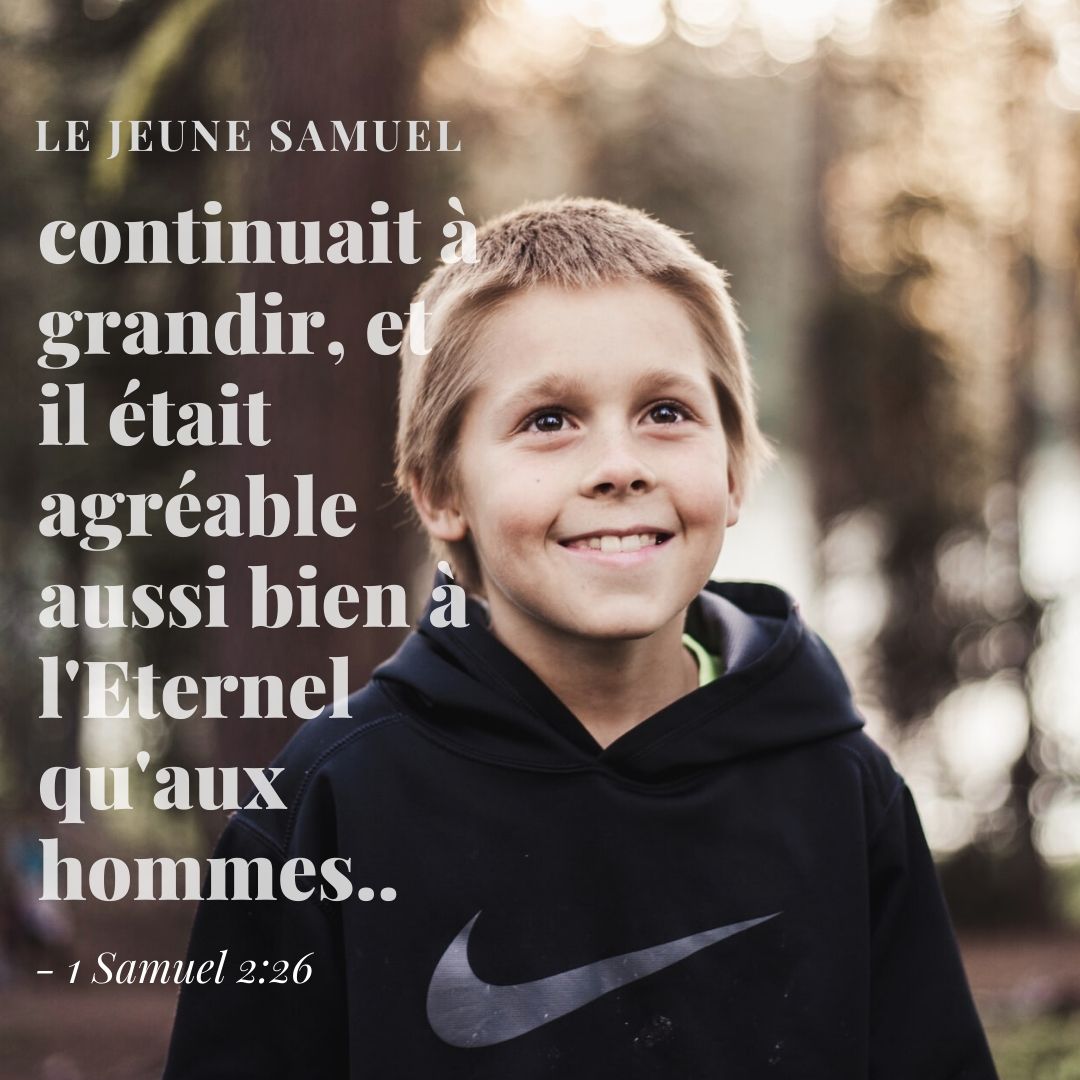 LE JEUNE SAMUEL
continuait à
grandir, et
il était
agréable
aussi bien à
l'Eternel
qu'aux
hommes..
- 1 Samuel 2:26